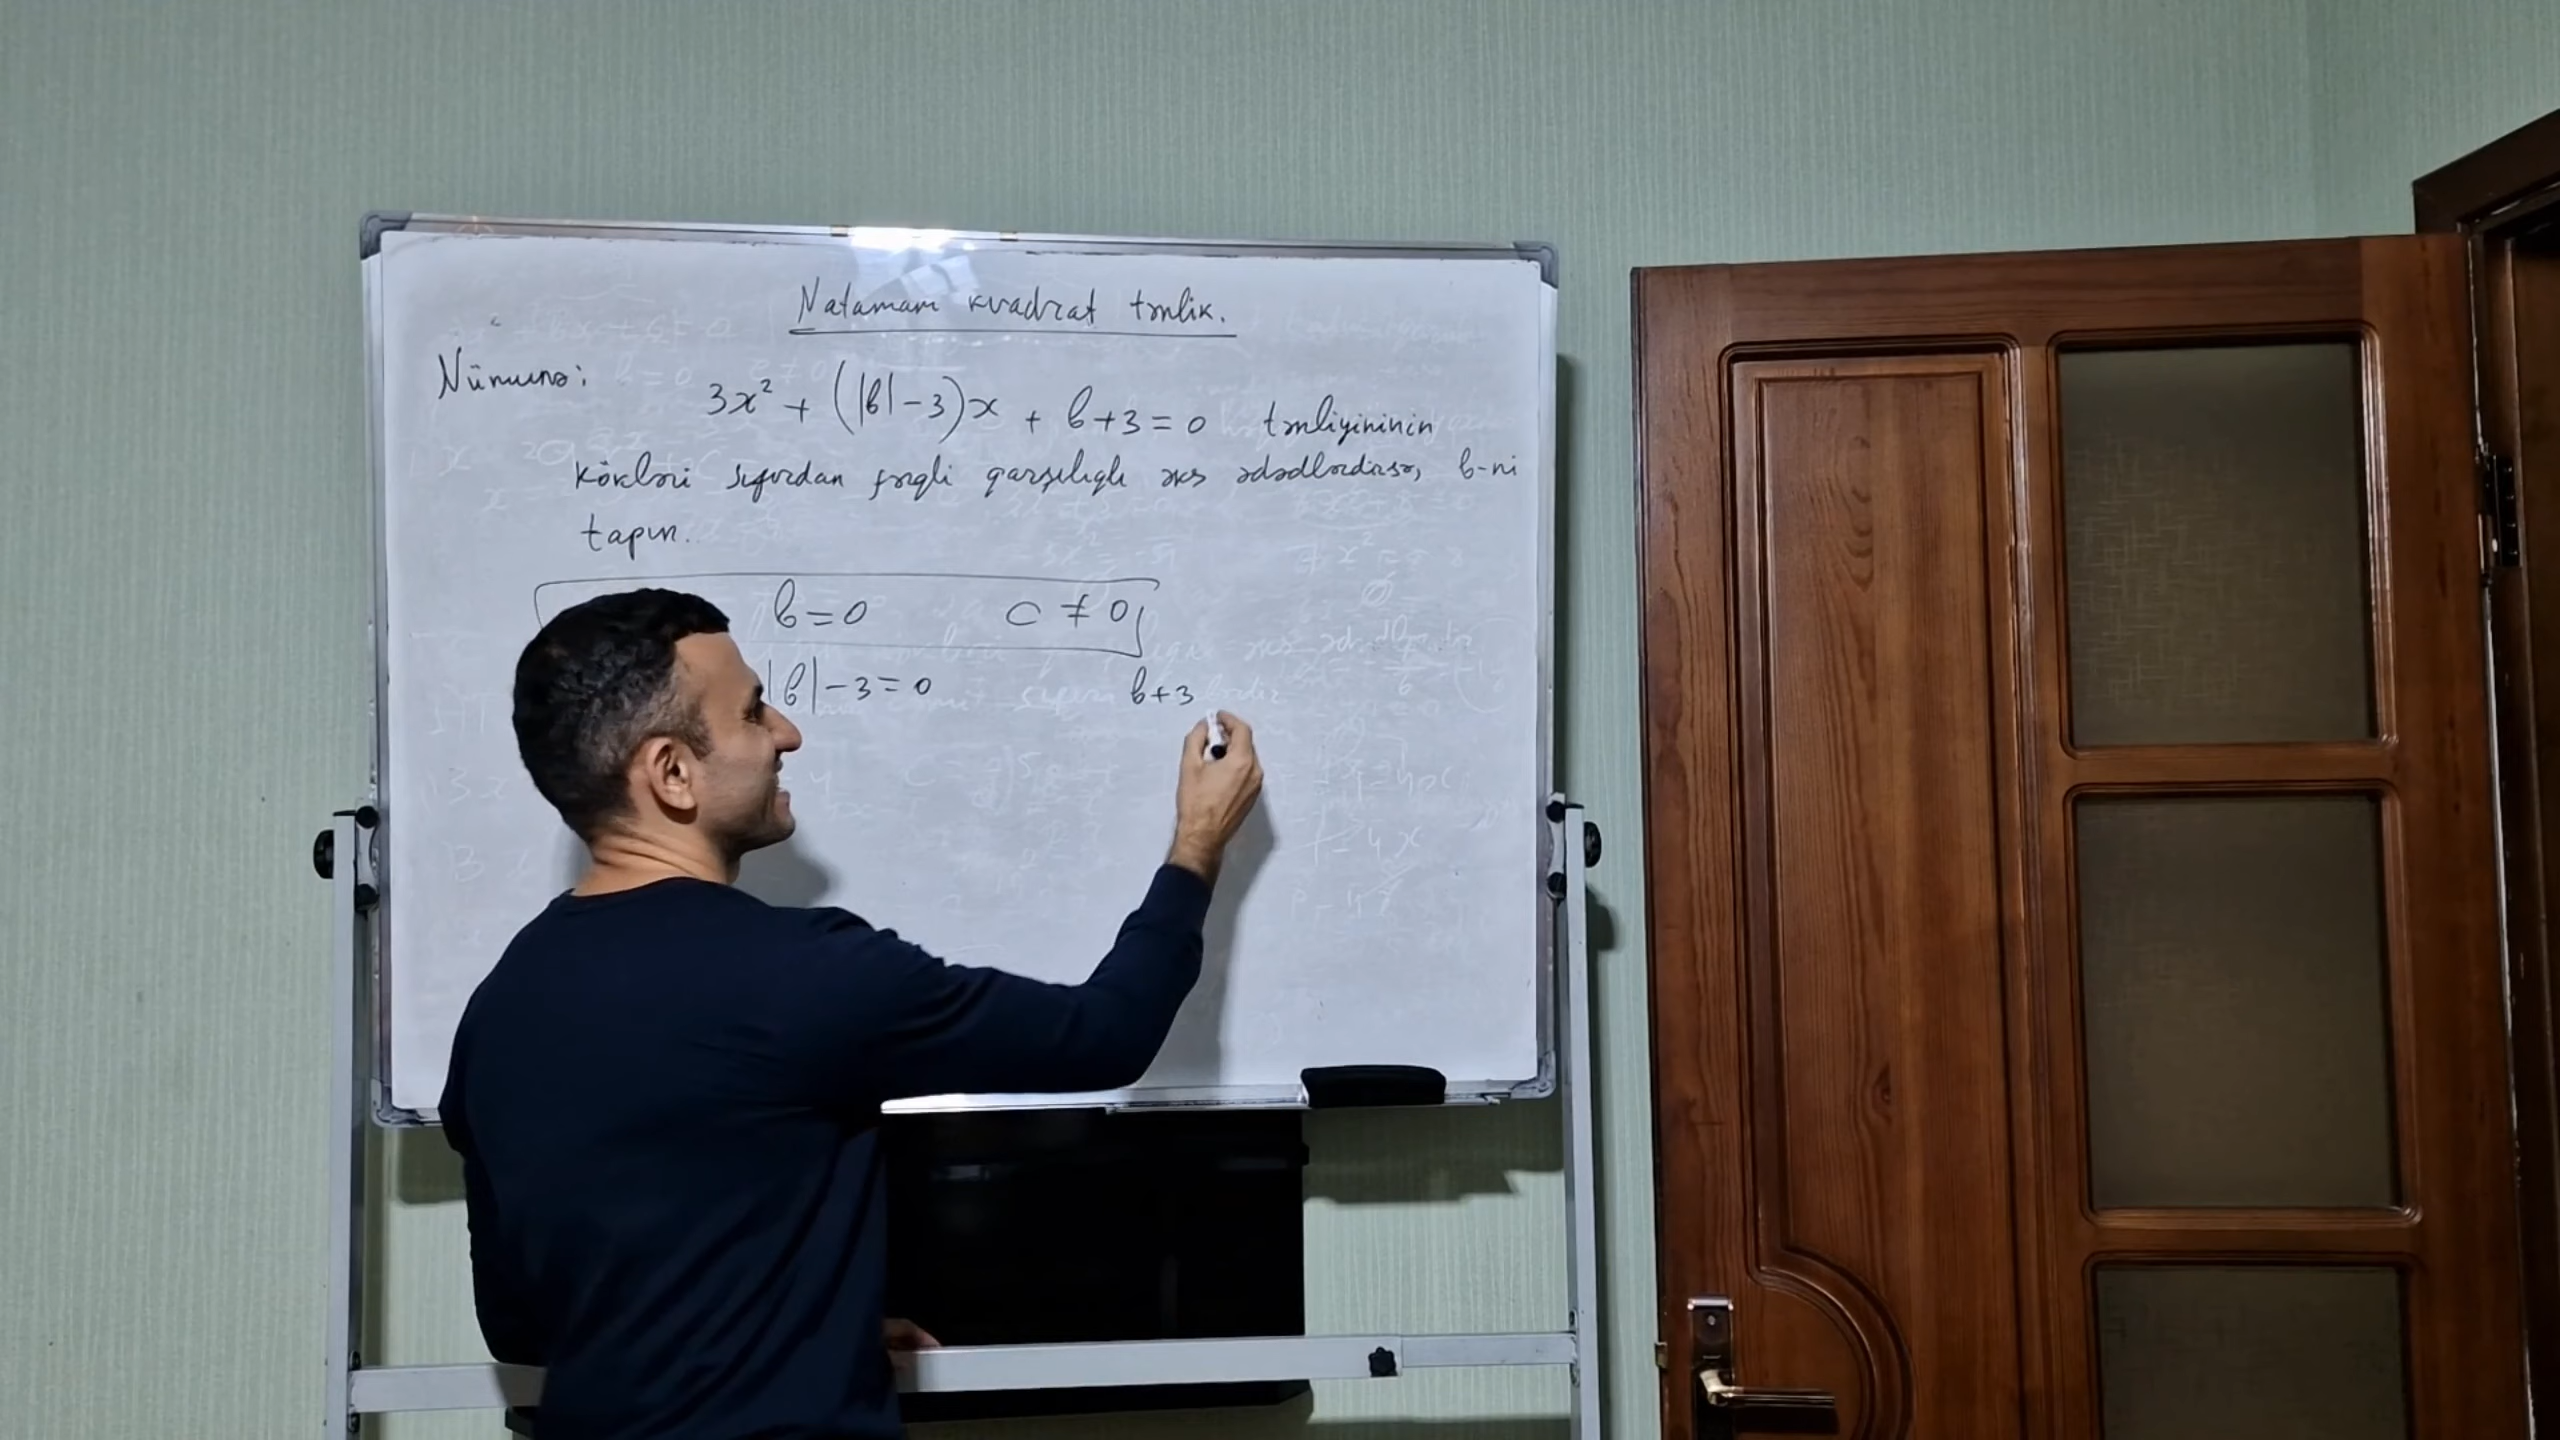 Natamam kvadrat tənlik.
Nümunə:
3x² + (|b| - 3)x + b + 3 = 0 tənliyininin
kökləri sıfırdan fərqli qarşılıqlı əks ədədlərdirsə, b-ni
tapın.
b = 0 c ≠ 0
|b| - 3 = 0 b + 3